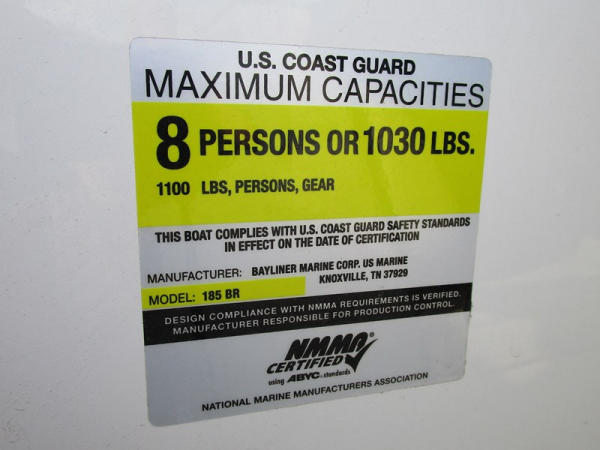 U.S. COAST GUARD
MAXIMUM CAPACITIES
8 PERSONS OR 1030 LBS.
1100 LBS, PERSONS, GEAR
THIS BOAT COMPLIES WITH U.S. COAST GUARD SAFETY STANDARDS
IN EFFECT ON THE DATE OF CERTIFICATION
MANUFACTURER: BAYLINER MARINE CORP. US MARINE
KNOXVILLE, TN 37929
MODEL: 185 BR
DESIGN COMPLIANCE WITH NMMA REQUIREMENTS IS VERIFIED.
MANUFACTURER RESPONSIBLE FOR PRODUCTION CONTROL.
NMMA®
CERTIFIED
using ABYC standards
NATIONAL MARINE MANUFACTURERS ASSOCIATION